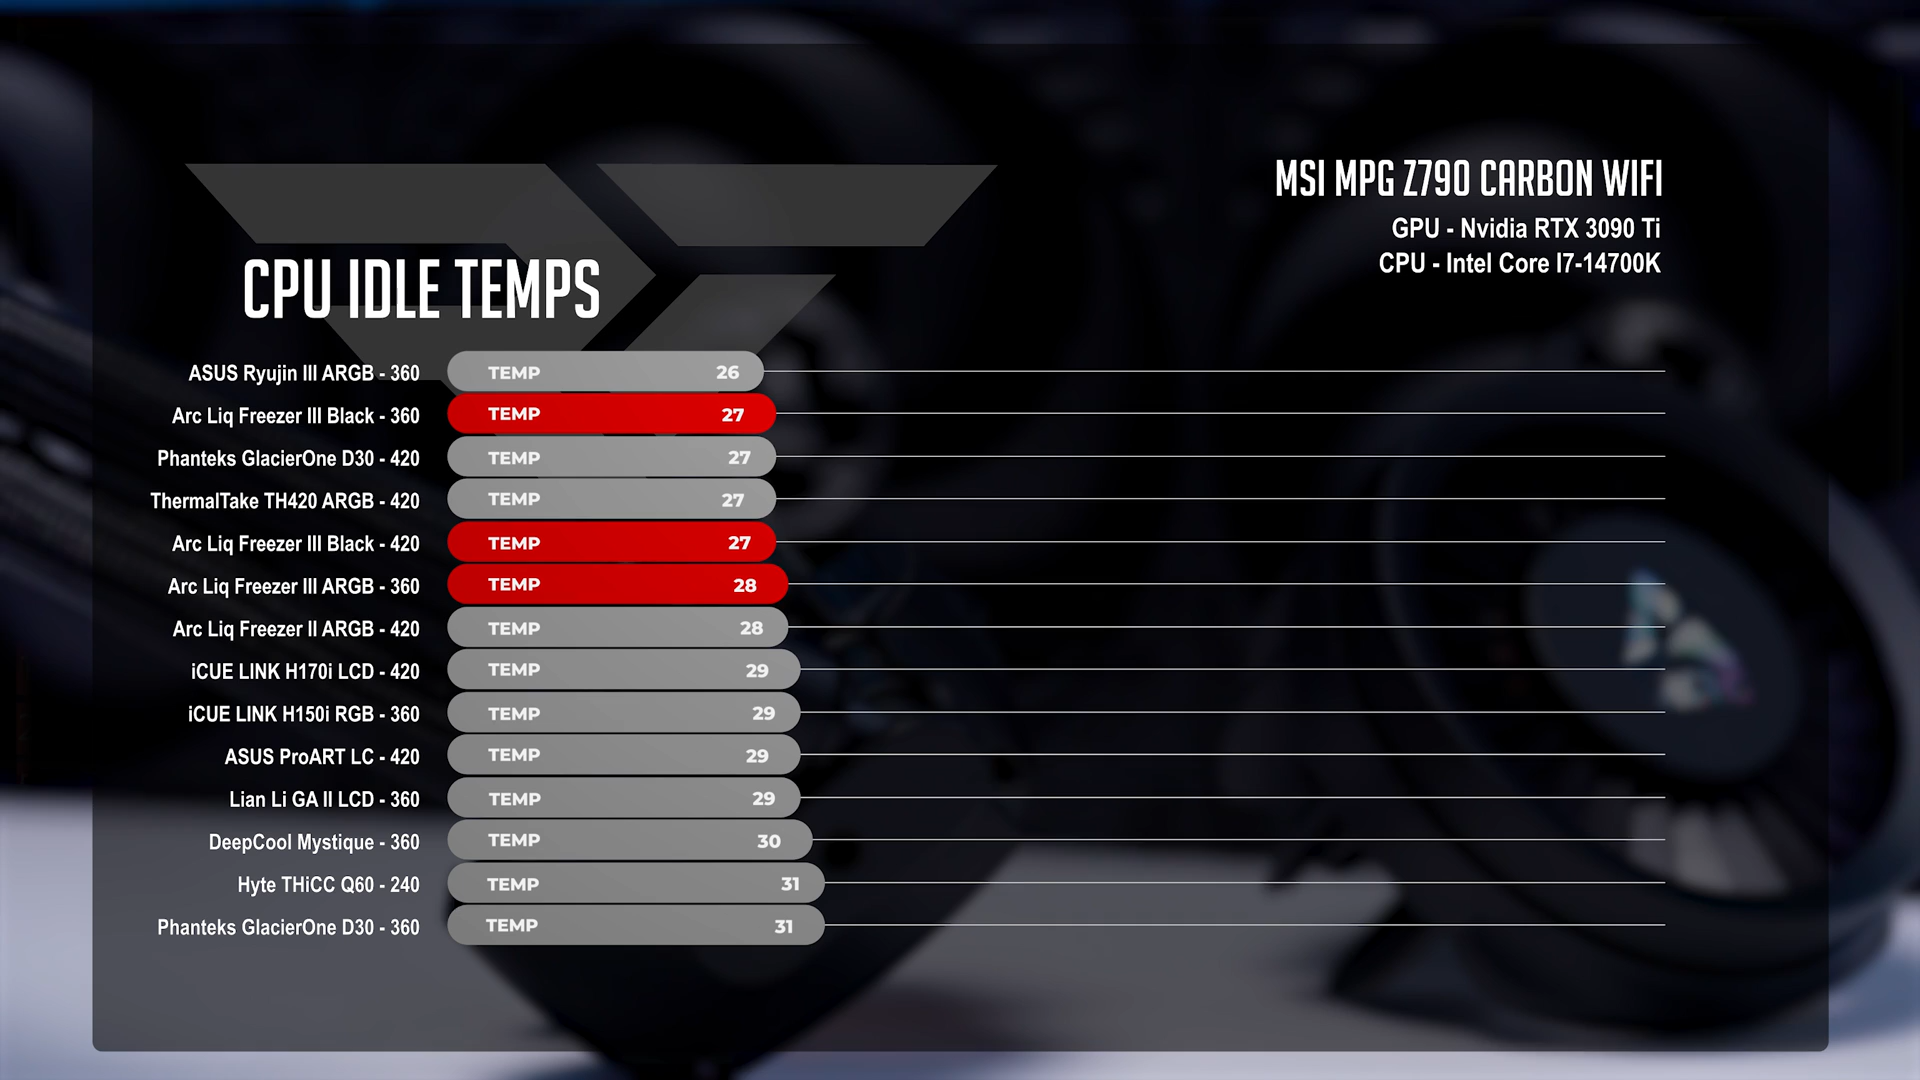 MSI MPG Z790 CARBON WIFI
GPU - Nvidia RTX 3090 Ti
CPU - Intel Core I7-14700K
CPU IDLE TEMPS
ASUS Ryujin III ARGB - 360 TEMP 26
Arc Liq Freezer III Black - 360 TEMP 27
Phanteks GlacierOne D30 - 420 TEMP 27
ThermalTake TH420 ARGB - 420 TEMP 27
Arc Liq Freezer III Black - 420 TEMP 27
Arc Liq Freezer III ARGB - 360 TEMP 28
Arc Liq Freezer II ARGB - 420 TEMP 28
iCUE LINK H170i LCD - 420 TEMP 29
iCUE LINK H150i RGB - 360 TEMP 29
ASUS ProART LC - 420 TEMP 29
Lian Li GA II LCD - 360 TEMP 29
DeepCool Mystique - 360 TEMP 30
Hyte THiCC Q60 - 240 TEMP 31
Phanteks GlacierOne D30 - 360 TEMP 31